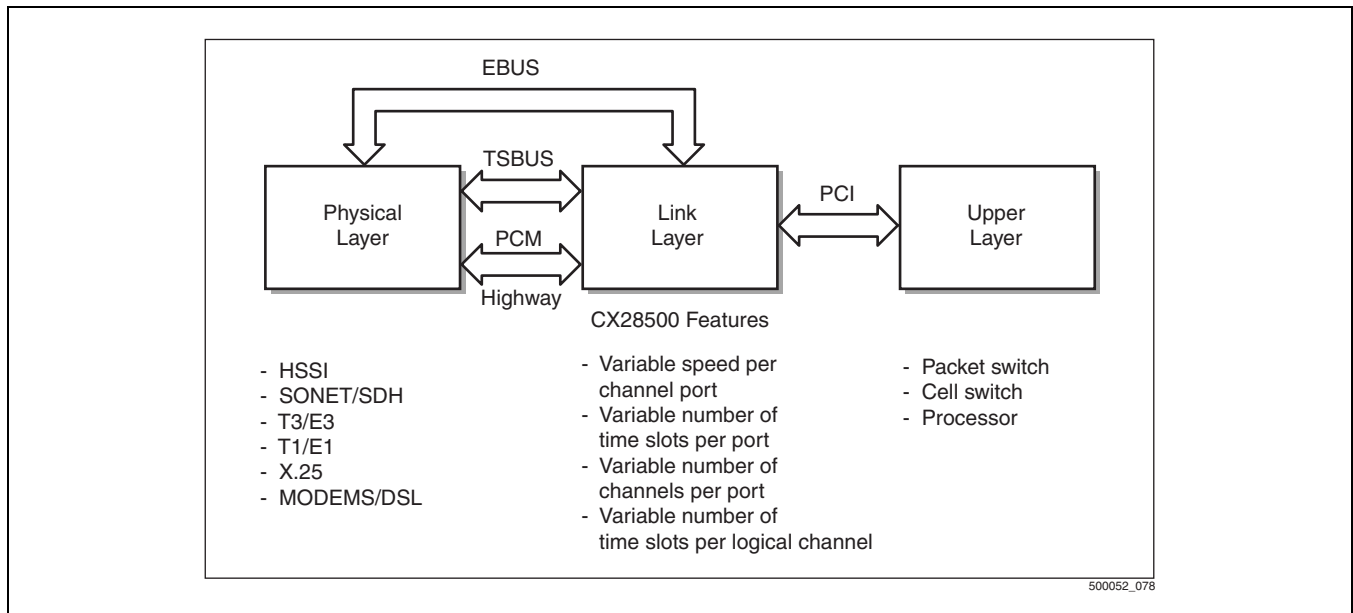 EBUS
TSBUS
PCI
Physical
Layer
Link
Layer
Upper
Layer
PCM
Highway
CX28500 Features
- HSSI
- SONET/SDH
- T3/E3
- T1/E1
- X.25
- MODEMS/DSL
- Variable speed per
channel port
- Variable number of
time slots per port
- Variable number of
channels per port
- Variable number of
time slots per logical channel
- Packet switch
- Cell switch
- Processor
500052_078